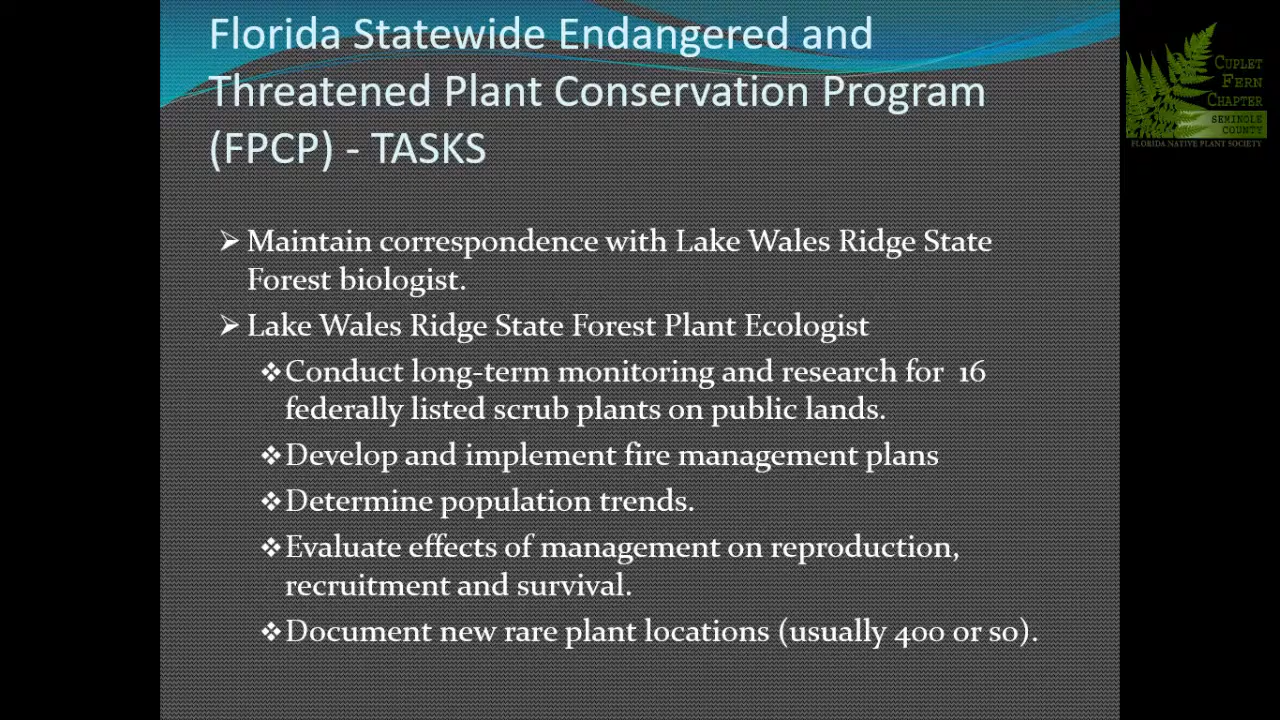 Florida Statewide Endangered and
Threatened Plant Conservation Program
(FPCP) - TASKS
Maintain correspondence with Lake Wales Ridge State
Forest biologist.
Lake Wales Ridge State Forest Plant Ecologist
Conduct long-term monitoring and research for 16
federally listed scrub plants on public lands.
Develop and implement fire management plans
Determine population trends.
Evaluate effects of management on reproduction,
recruitment and survival.
Document new rare plant locations (usually 400 or so).
CUPLET
FERN
CHAPTER
SEMINOLE
COUNTY
FLORIDA NATIVE PLANT SOCIETY